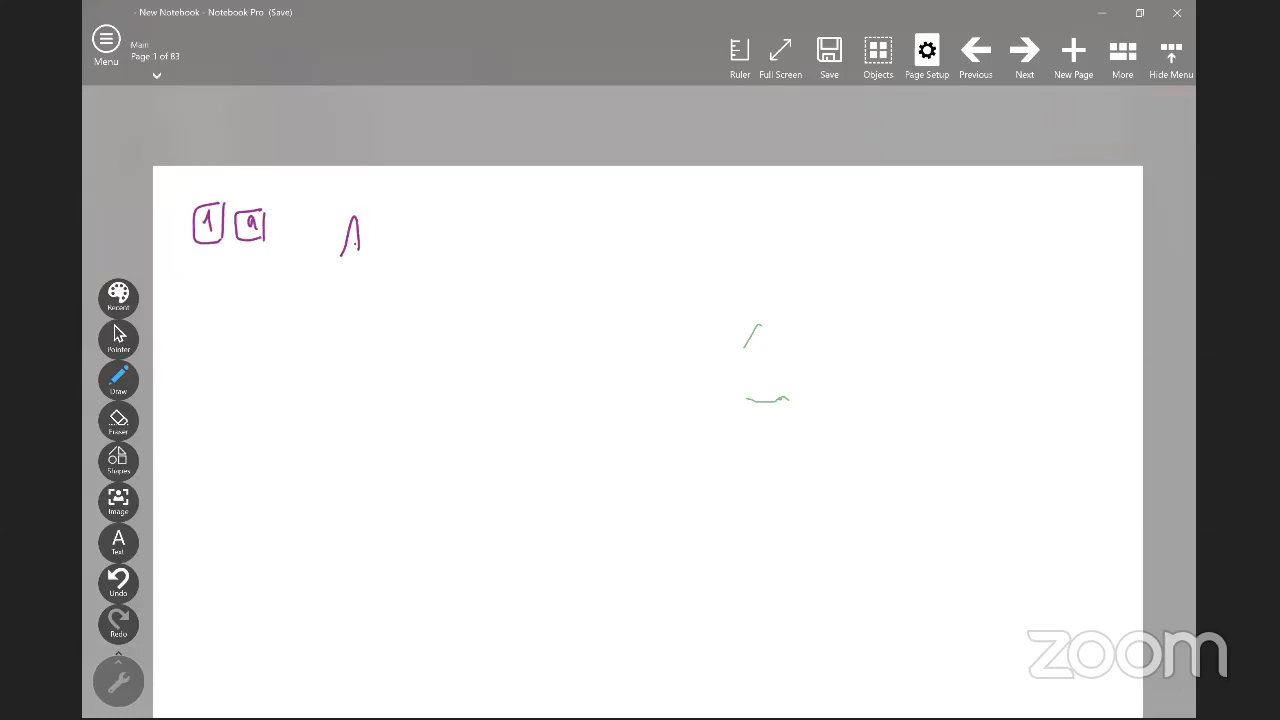 - New Notebook - Notebook Pro (Save)
Menu
Main
Page 1 of 83
Ruler
Full Screen
Save
Objects
Page Setup
Previous
Next
New Page
More
Hide Menu
1 a
Recent
Pointer
Draw
Eraser
Shapes
Image
A
Text
Undo
Redo
zoom